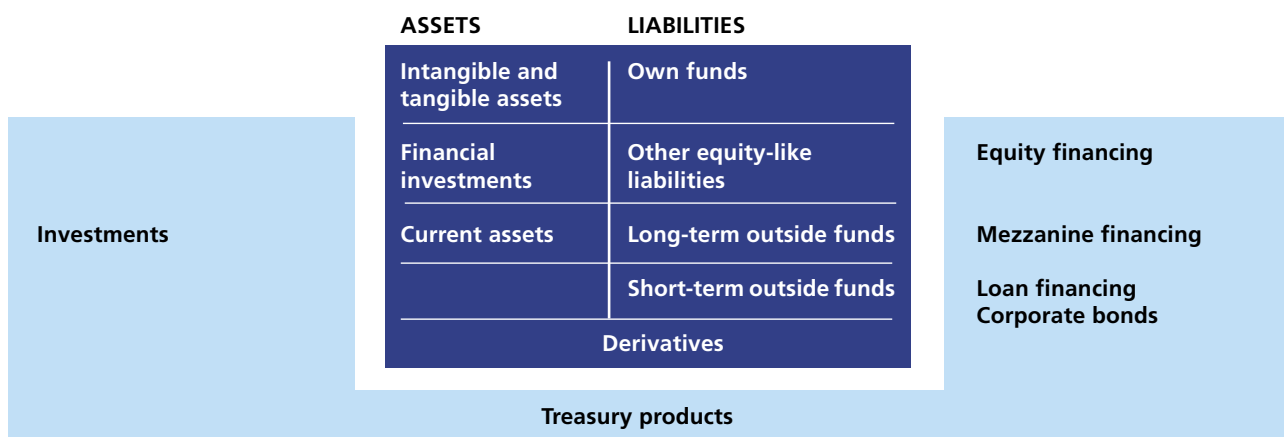 ASSETS
LIABILITIES
Intangible and
tangible assets
Own funds
Financial
investments
Other equity-like
liabilities
Equity financing
Investments
Current assets
Long-term outside funds
Mezzanine financing
Short-term outside funds
Loan financing
Corporate bonds
Derivatives
Treasury products